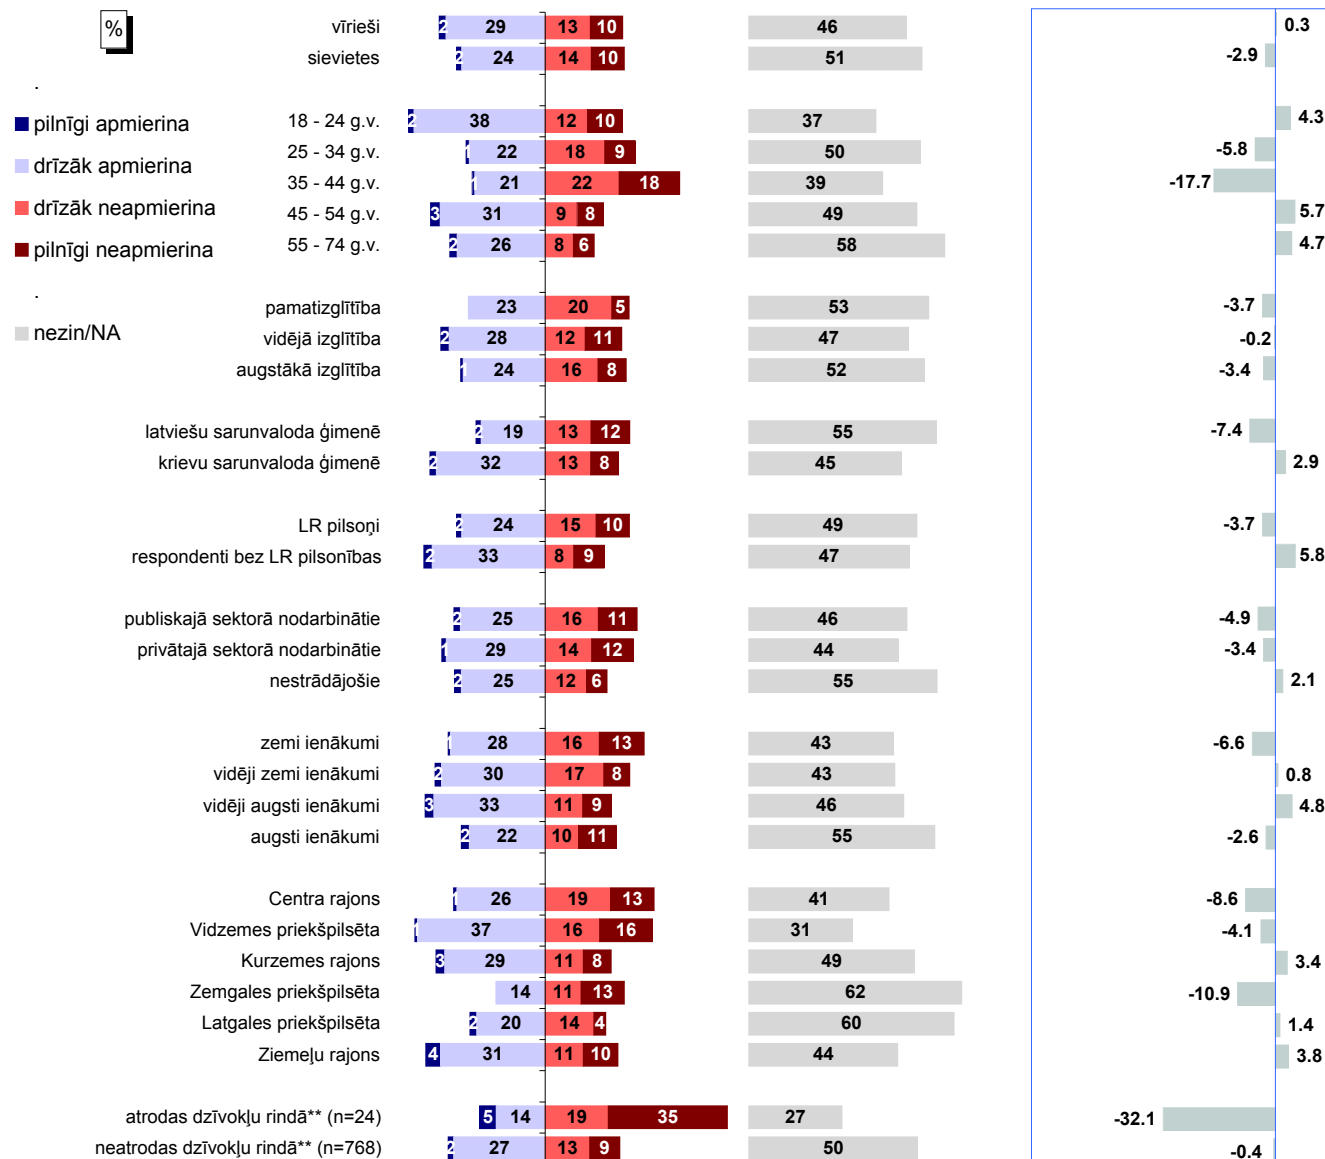 %
vīrieši 2 29 13 10 46 0.3
sievietes 2 24 14 10 51 -2.9
.
pilnīgi apmierina
drīzāk apmierina
drīzāk neapmierina
pilnīgi neapmierina
.
nezin/NA
18 - 24 g.v. 2 38 12 10 37 4.3
25 - 34 g.v. 1 22 18 9 50 -5.8
35 - 44 g.v. 1 21 22 18 39 -17.7
45 - 54 g.v. 3 31 9 8 49 5.7
55 - 74 g.v. 2 26 8 6 58 4.7
pamatizglītība 23 20 5 53 -3.7
vidējā izglītība 2 28 12 11 47 -0.2
augstākā izglītība 1 24 16 8 52 -3.4
latviešu sarunvaloda ģimenē 2 19 13 12 55 -7.4
krievu sarunvaloda ģimenē 2 32 13 8 45 2.9
LR pilsoņi 2 24 15 10 49 -3.7
respondenti bez LR pilsonības 2 33 8 9 47 5.8
publiskajā sektorā nodarbinātie 2 25 16 11 46 -4.9
privātajā sektorā nodarbinātie 1 29 14 12 44 -3.4
nestrādājošie 2 25 12 6 55 2.1
zemi ienākumi 1 28 16 13 43 -6.6
vidēji zemi ienākumi 2 30 17 8 43 0.8
vidēji augsti ienākumi 3 33 11 9 46 4.8
augsti ienākumi 2 22 10 11 55 -2.6
Centra rajons 1 26 19 13 41 -8.6
Vidzemes priekšpilsēta 1 37 16 16 31 -4.1
Kurzemes rajons 3 29 11 8 49 3.4
Zemgales priekšpilsēta 14 11 13 62 -10.9
Latgales priekšpilsēta 2 20 14 4 60 1.4
Ziemeļu rajons 4 31 11 10 44 3.8
atrodas dzīvokļu rindā** (n=24) 5 14 19 35 27 -32.1
neatrodas dzīvokļu rindā** (n=768) 2 27 13 9 50 -0.4